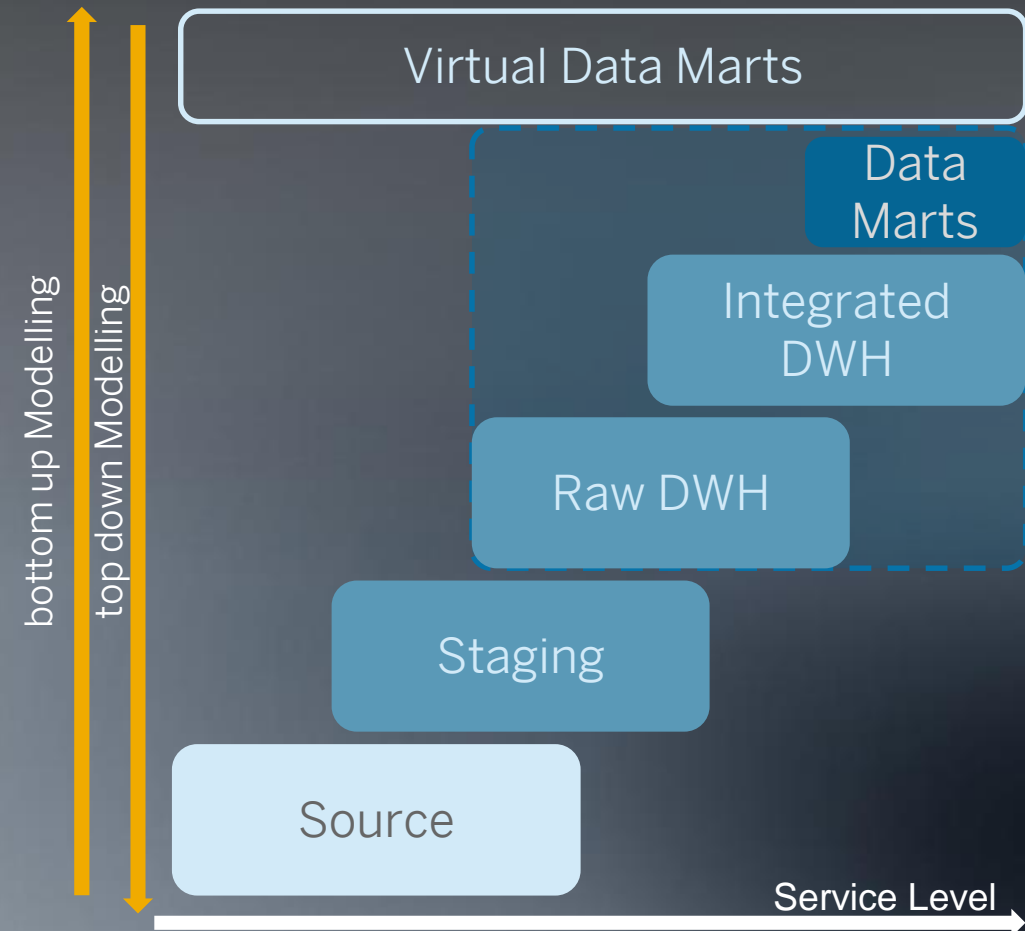 Virtual Data Marts
Data
Marts
Integrated
DWH
Raw DWH
Staging
Source
bottom up Modelling
top down Modelling
Service Level